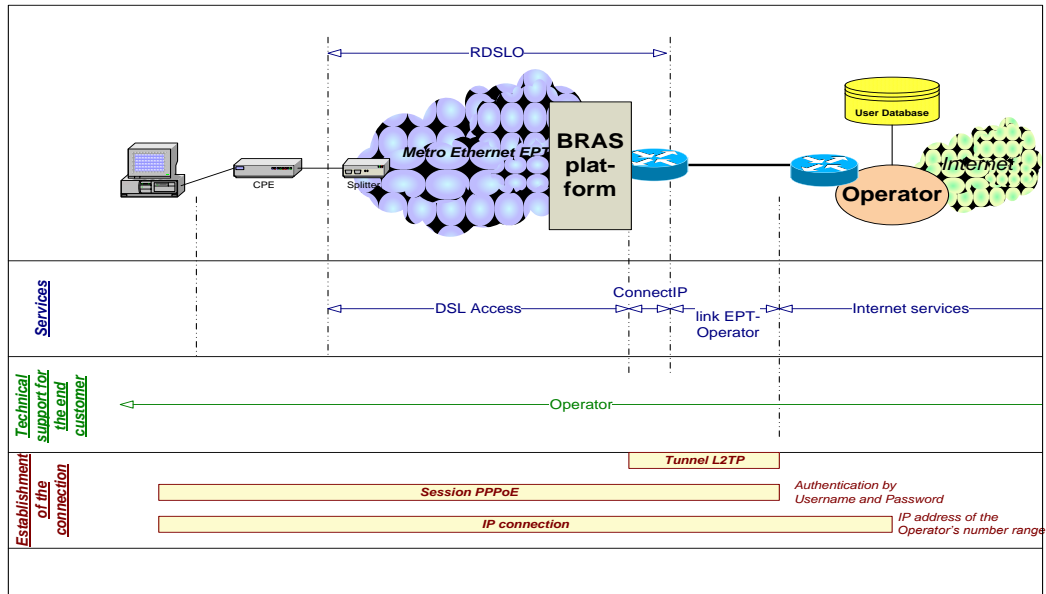 RDSLO
User Database
Metro Ethernet EPT
BRAS
plat-
form
Internet
CPE
Splitter
Operator
Services
DSL Access
ConnectIP
link EPT-
Operator
Internet services
Technical
support for
the end
customer
Operator
Establishment
of the
connection
Tunnel L2TP
Session PPPoE
Authentication by
Username and Password
IP connection
IP address of the
Operator's number range